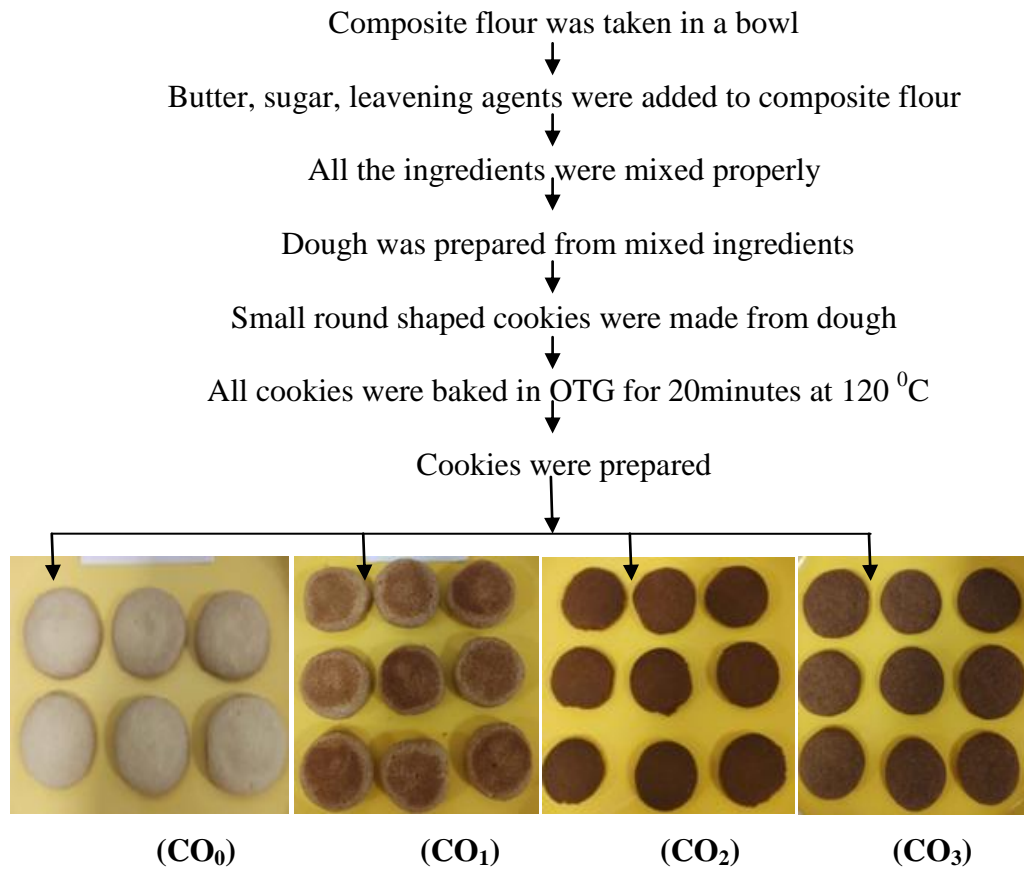 Composite flour was taken in a bowl
Butter, sugar, leavening agents were added to composite flour
All the ingredients were mixed properly
Dough was prepared from mixed ingredients
Small round shaped cookies were made from dough
All cookies were baked in OTG for 20minutes at 120 ⁰C
Cookies were prepared
(CO₀) (CO₁) (CO₂) (CO₃)